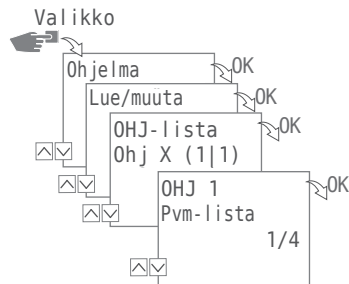 Valikko
Ohjelma
OK
Lue/muuta
OK
OHJ-lista
OK
Ohj X (1|1)
OHJ 1
OK
Pvm-lista
1/4